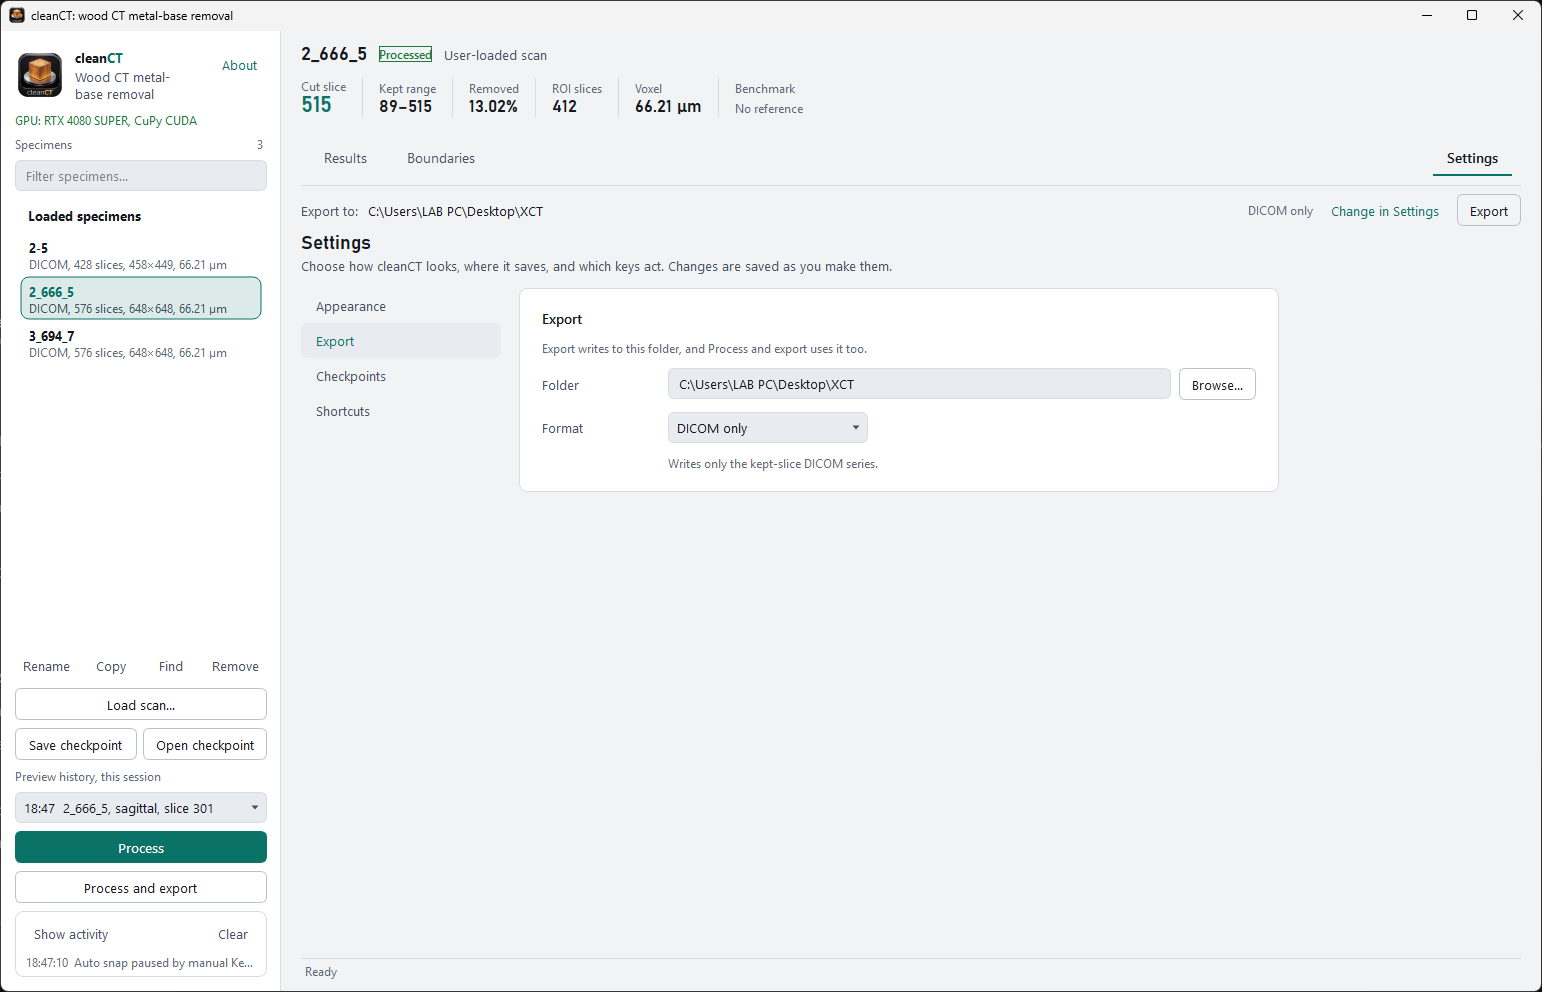 cleanCT: wood CT metal-base removal
cleanCT
Wood CT metal-
base removal
About
cleanCT
GPU: RTX 4080 SUPER, CuPy CUDA
Specimens 3
Filter specimens...
Loaded specimens
2-5
DICOM, 428 slices, 458×449, 66.21 µm
2_666_5
DICOM, 576 slices, 648×648, 66.21 µm
3_694_7
DICOM, 576 slices, 648×648, 66.21 µm
Rename Copy Find Remove
Load scan...
Save checkpoint Open checkpoint
Preview history, this session
18:47 2_666_5, sagittal, slice 301
Process
Process and export
Show activity Clear
18:47:10 Auto snap paused by manual Ke...
2_666_5 Processed User-loaded scan
Cut slice Kept range Removed ROI slices Voxel Benchmark
515 89–515 13.02% 412 66.21 µm No reference
Results Boundaries Settings
Export to: C:\Users\LAB PC\Desktop\XCT DICOM only Change in Settings Export
Settings
Choose how cleanCT looks, where it saves, and which keys act. Changes are saved as you make them.
Appearance
Export
Checkpoints
Shortcuts
Export
Export writes to this folder, and Process and export uses it too.
Folder C:\Users\LAB PC\Desktop\XCT Browse...
Format DICOM only
Writes only the kept-slice DICOM series.
Ready